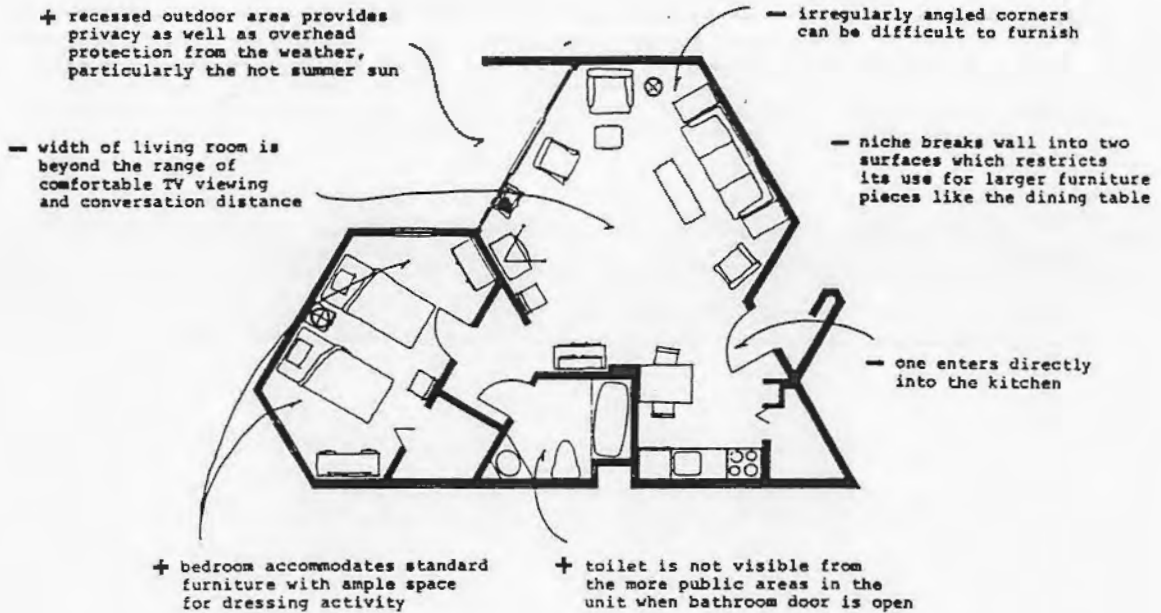 + recessed outdoor area provides
privacy as well as overhead
protection from the weather,
particularly the hot summer sun
— irregularly angled corners
can be difficult to furnish
— width of living room is
beyond the range of
comfortable TV viewing
and conversation distance
— niche breaks wall into two
surfaces which restricts
its use for larger furniture
pieces like the dining table
— one enters directly
into the kitchen
+ bedroom accommodates standard
furniture with ample space
for dressing activity
+ toilet is not visible from
the more public areas in the
unit when bathroom door is open